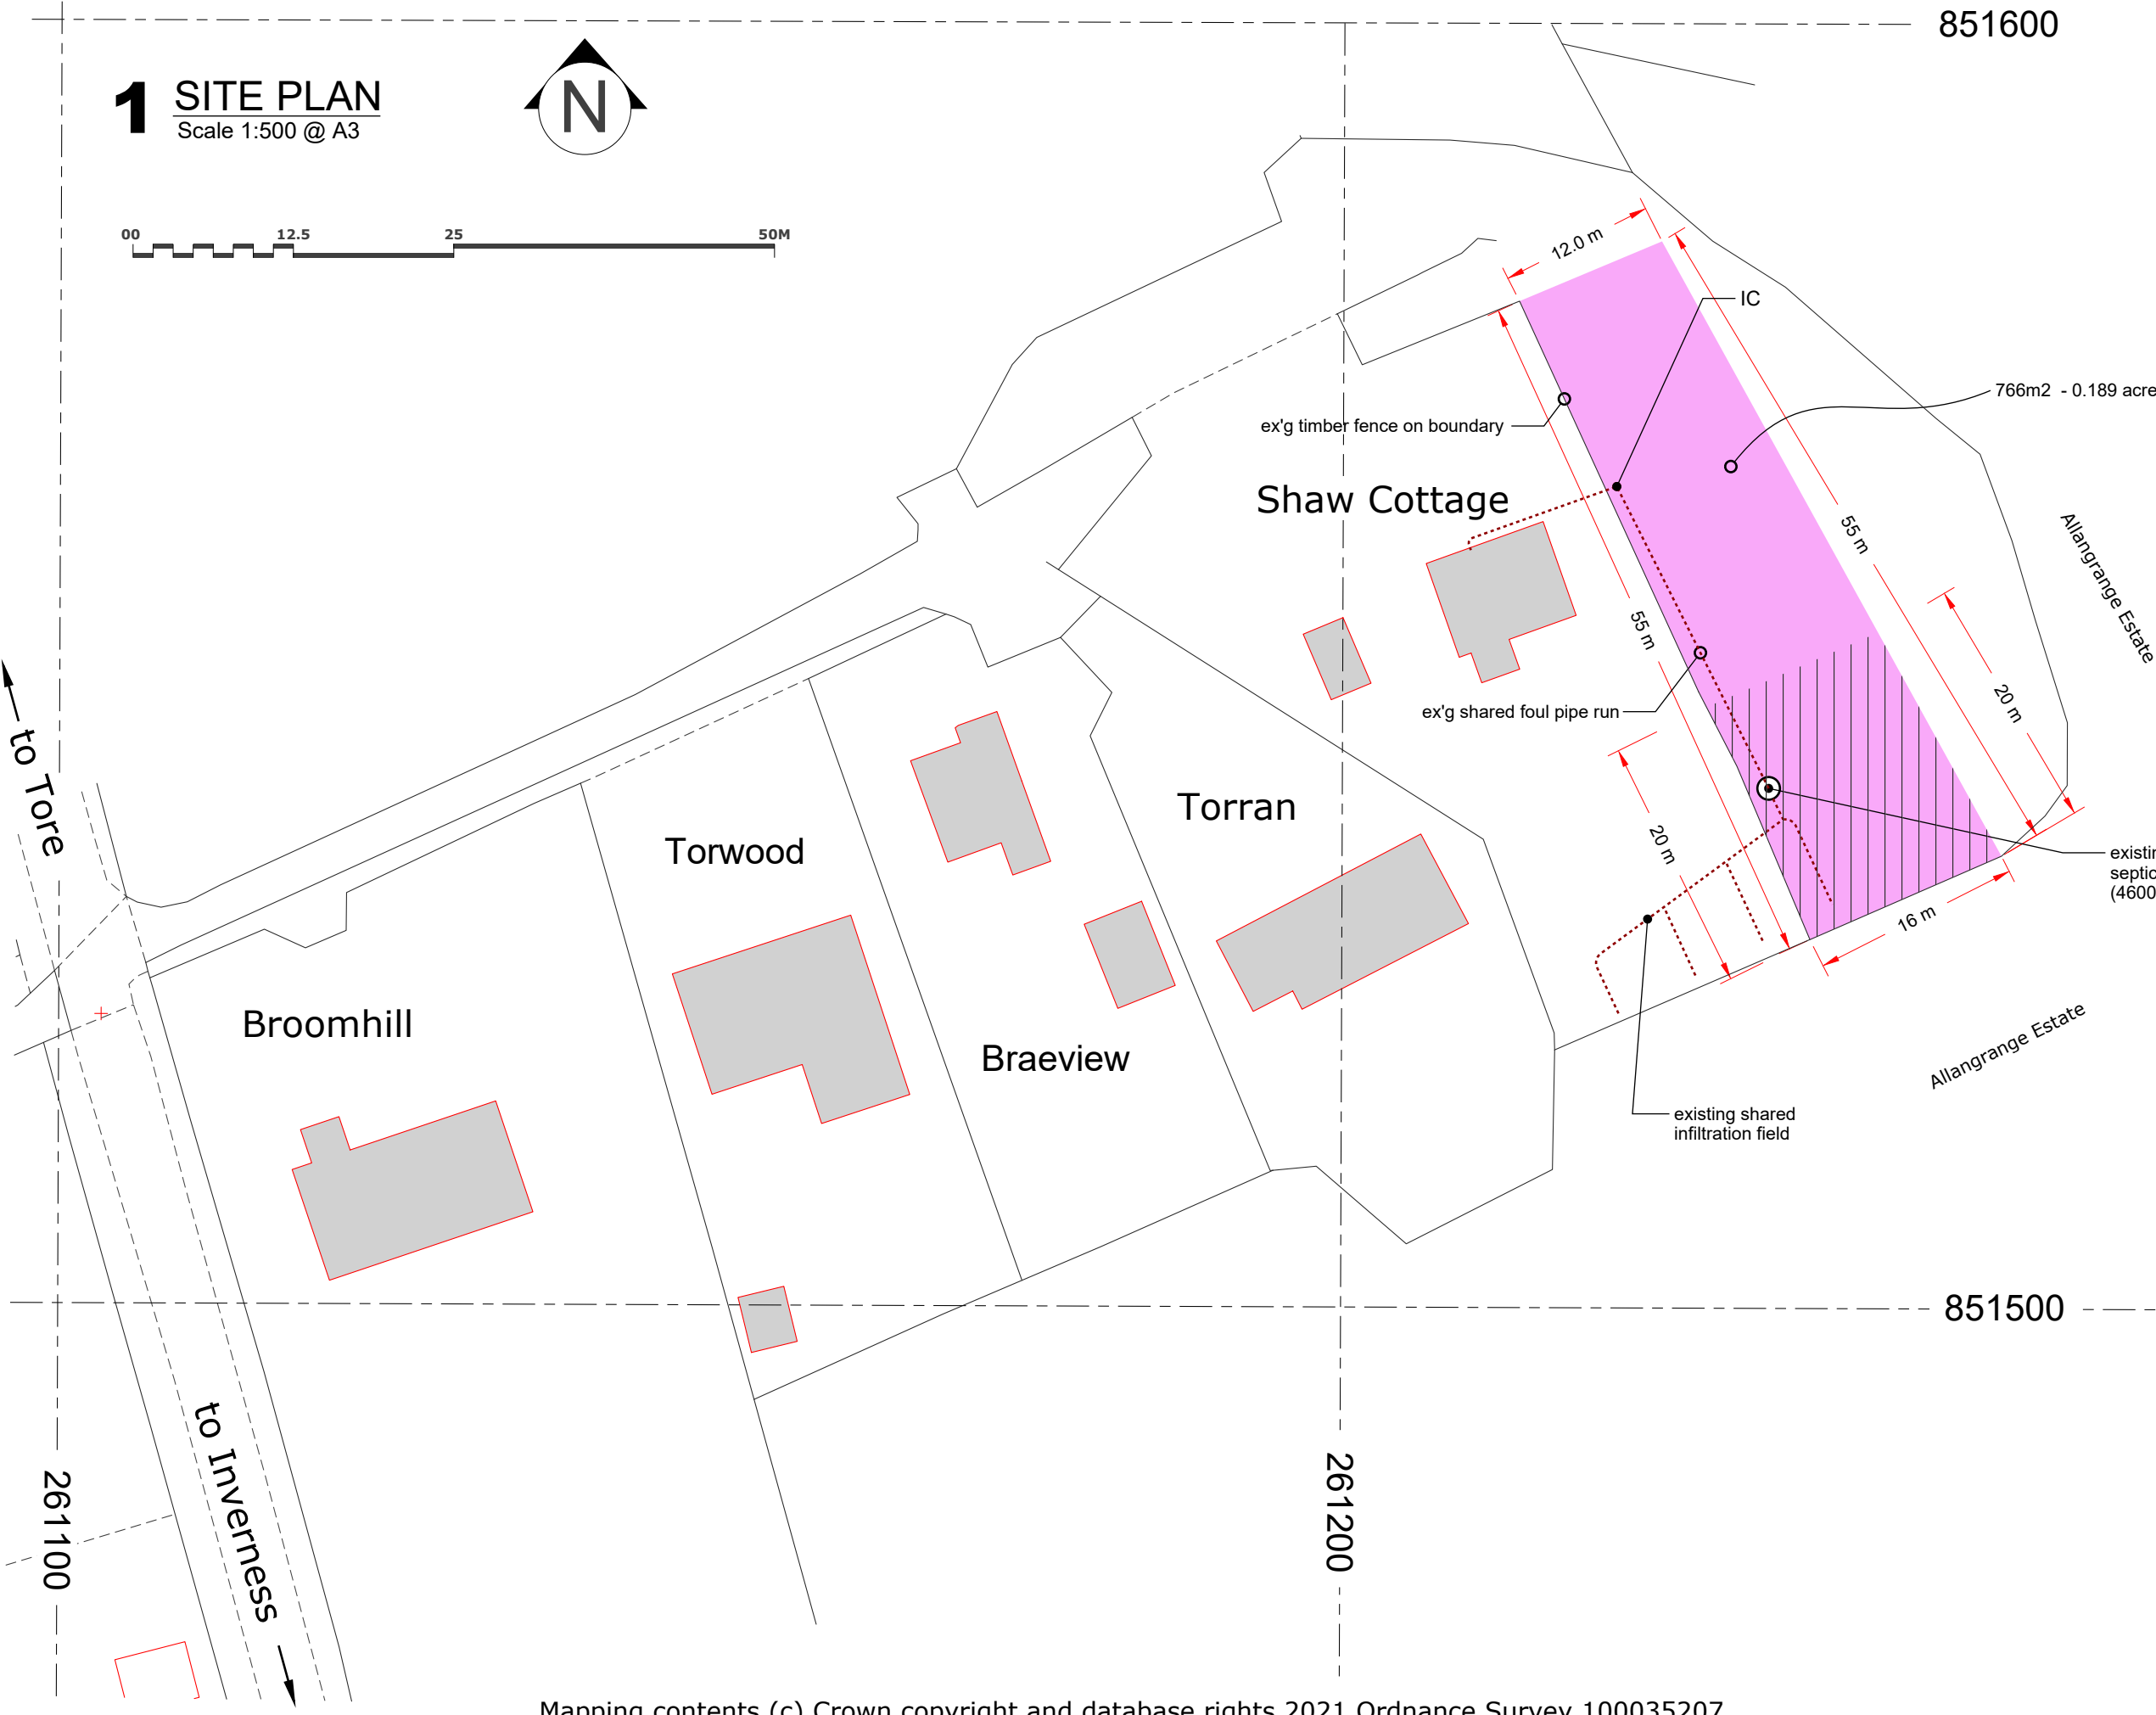 851600
1 SITE PLAN
Scale 1:500 @ A3
N
00 12.5 25 50M
12.0 m
IC
766m2 - 0.189 acre
ex'g timber fence on boundary
Shaw Cottage
55 m
Allangrange Estate
55 m
20 m
ex'g shared foul pipe run
to Tore
Torran
Torwood
20 m
existin
septic
(4600
16 m
Broomhill
Braeview
Allangrange Estate
existing shared
infiltration field
851500
to Inverness
261100
261200
Mapping contents (c) Crown copyright and database rights 2021 Ordnance Survey 100035207